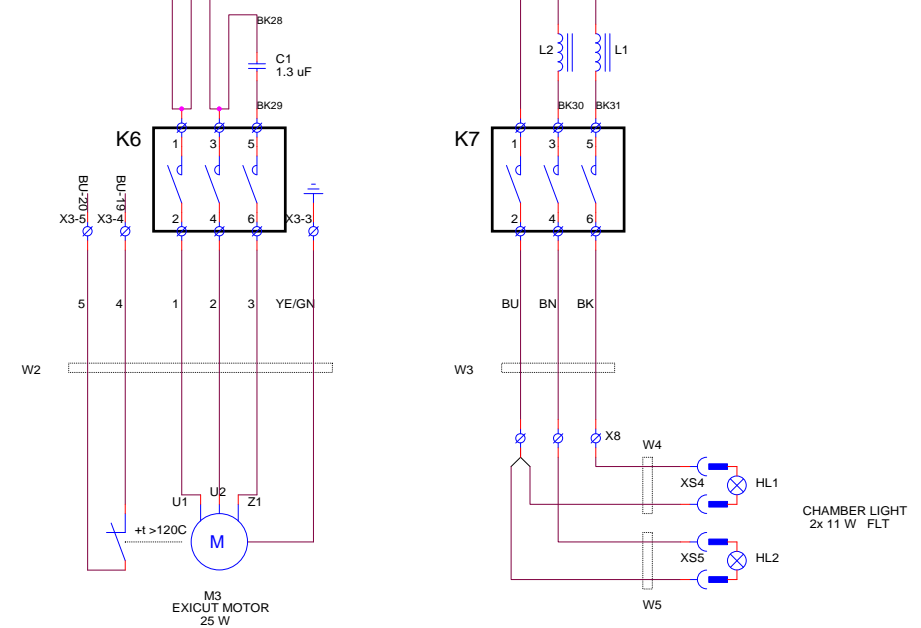 BK28
C1
1.3 uF
L2
L1
BK29
BK30
BK31
K6
1
3
5
K7
1
3
5
BU-20
BU-19
X3-5
X3-4
2
4
6
X3-3
2
4
6
5
4
1
2
3
YE/GN
BU
BN
BK
W2
W3
X8
W4
XS4
HL1
U1
U2
Z1
CHAMBER LIGHT
2x 11 W FLT
+t >120C
M
XS5
HL2
M3
EXICUT MOTOR
25 W
W5